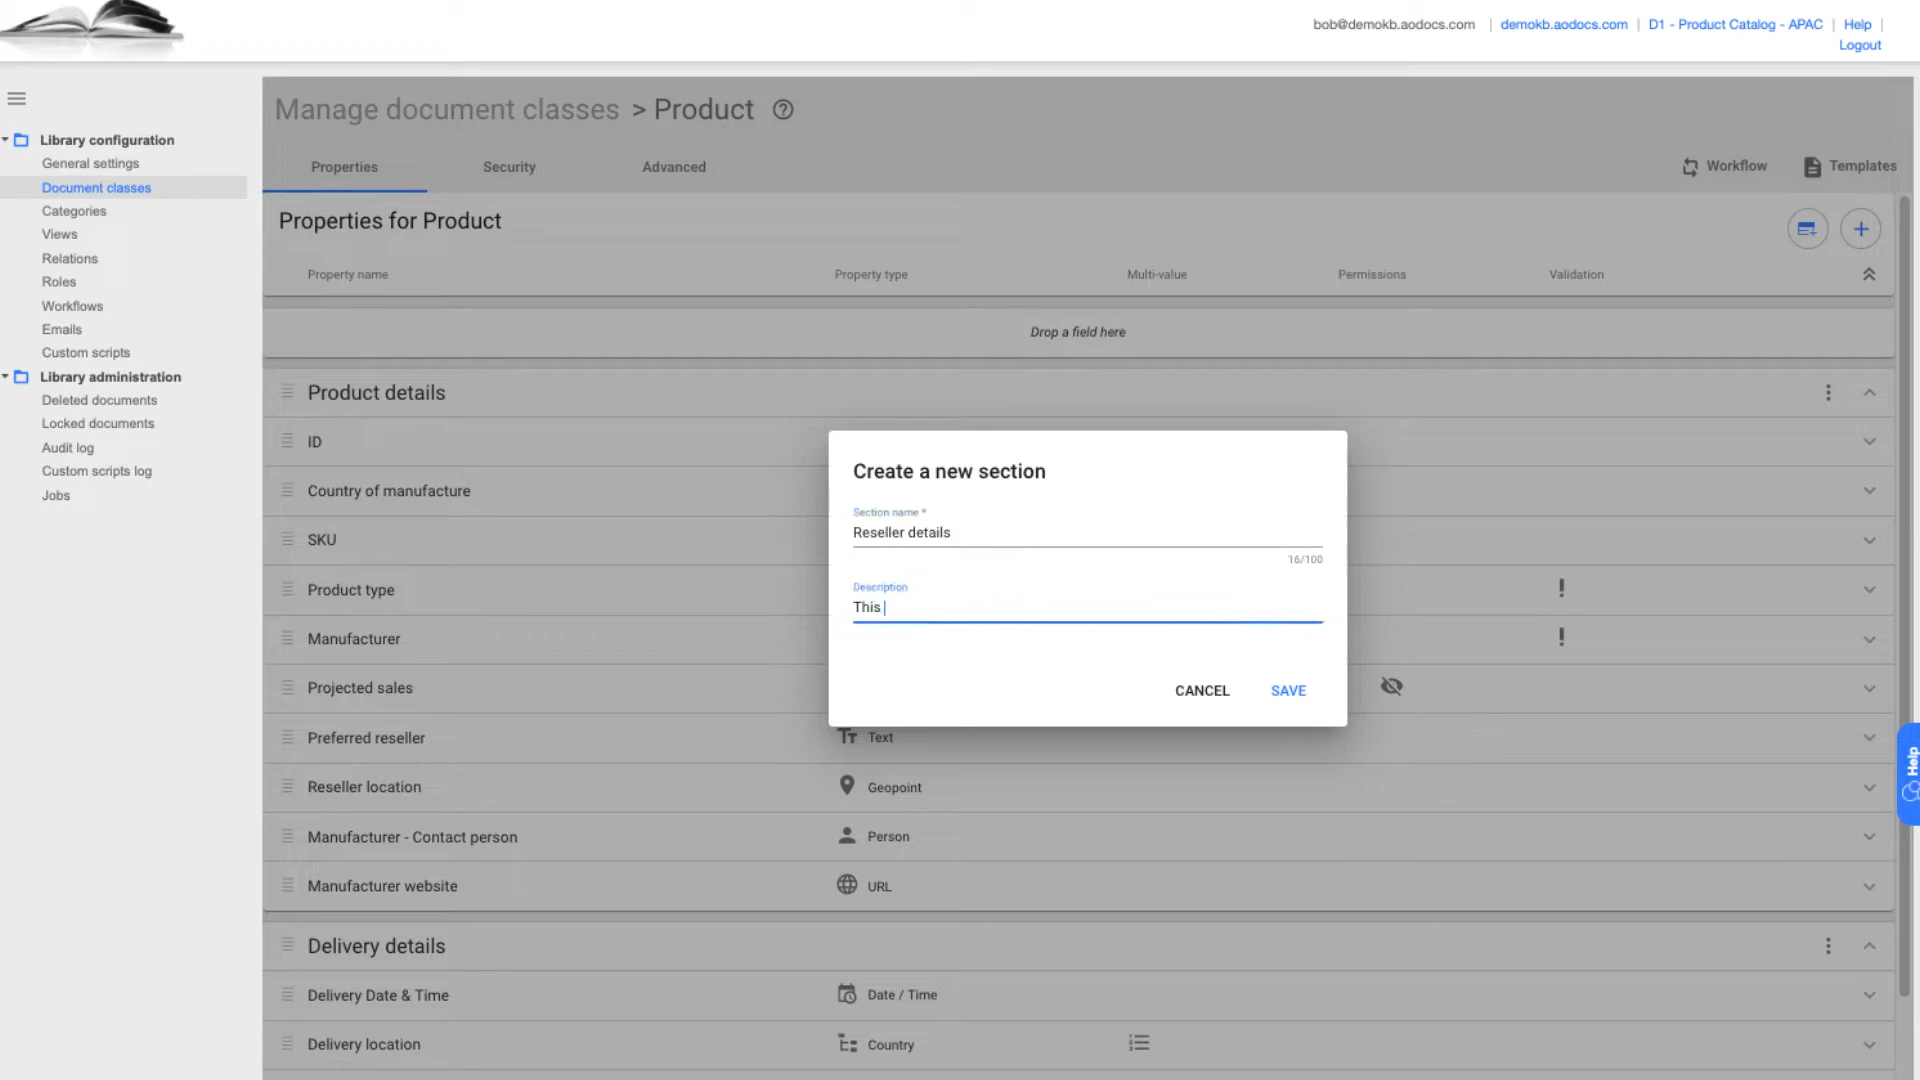 bob@demokb.aodocs.com | demokb.aodocs.com | D1 - Product Catalog - APAC | Help |
Logout
Library configuration
General settings
Document classes
Categories
Views
Relations
Roles
Workflows
Emails
Custom scripts
Library administration
Deleted documents
Locked documents
Audit log
Custom scripts log
Jobs
Manage document classes > Product
Properties Security Advanced Workflow Templates
Properties for Product
Property name Property type Multi-value Permissions Validation
Drop a field here
Product details
ID
Country of manufacture
SKU
Product type
Manufacturer
Projected sales
Preferred reseller Text
Reseller location Geopoint
Manufacturer - Contact person Person
Manufacturer website URL
Delivery details
Delivery Date & Time Date / Time
Delivery location Country
Create a new section
Section name *
Reseller details
16/100
Description
This
CANCEL SAVE
Help